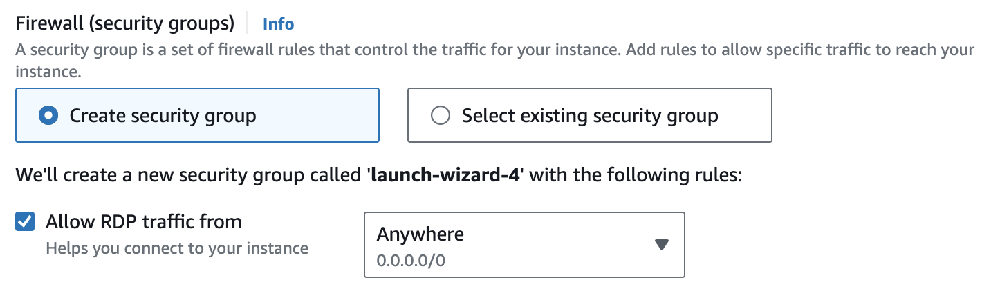 Firewall (security groups) Info
A security group is a set of firewall rules that control the traffic for your instance. Add rules to allow specific traffic to reach your
instance.
Create security group Select existing security group
We'll create a new security group called 'launch-wizard-4' with the following rules:
Allow RDP traffic from
Helps you connect to your instance
Anywhere
0.0.0.0/0